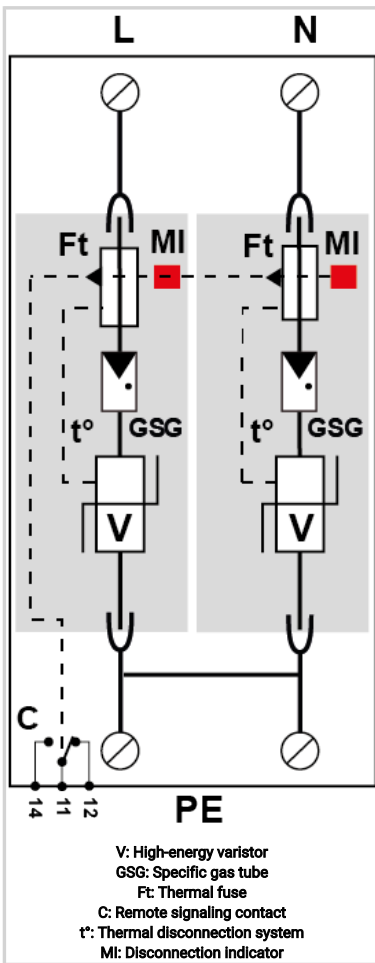 L N
Ft MI Ft MI
t° GSG t° GSG
V V
C
14 11 12
PE
V: High-energy varistor
GSG: Specific gas tube
Ft: Thermal fuse
C: Remote signaling contact
t°: Thermal disconnection system
MI: Disconnection indicator